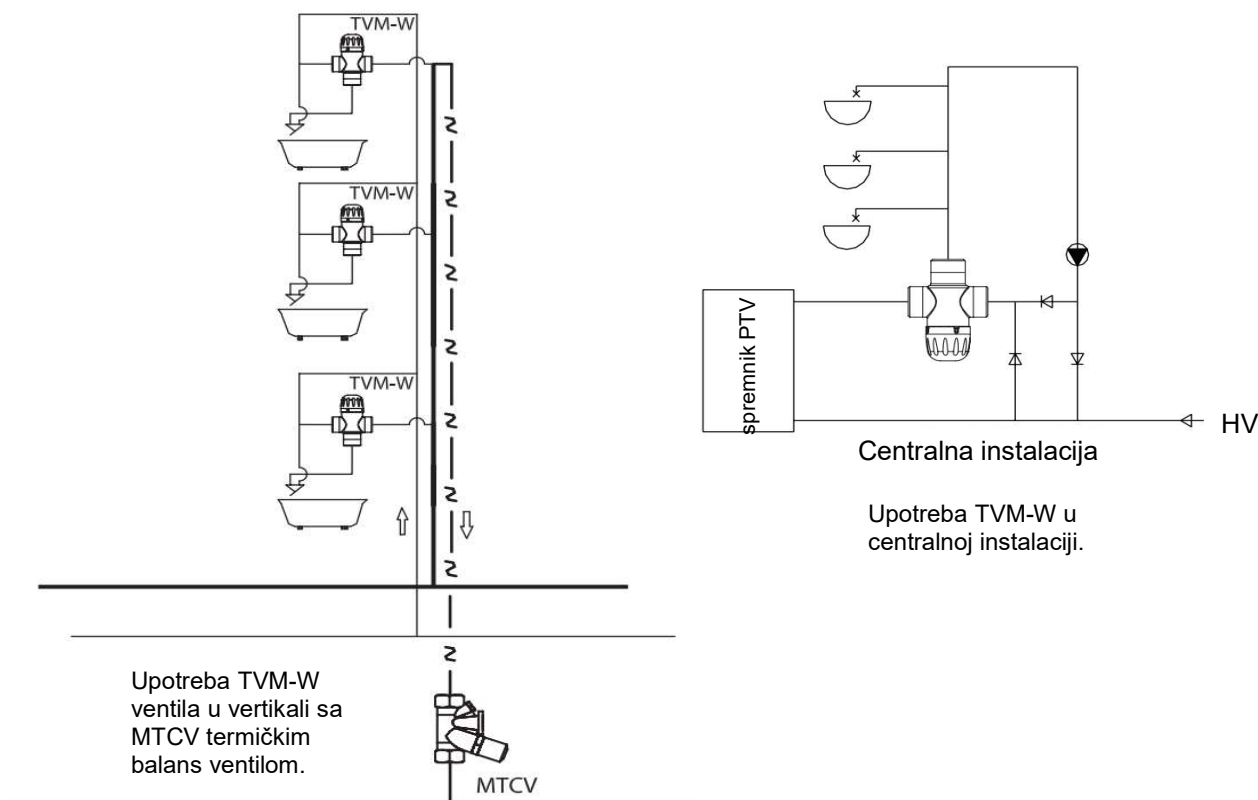 TVM-W
TVM-W
TVM-W
Upotreba TVM-W
ventila u vertikali sa
MTCV termičkim
balans ventilom.
MTCV
spremnik PTV
HV
Centralna instalacija
Upotreba TVM-W u
centralnoj instalaciji.